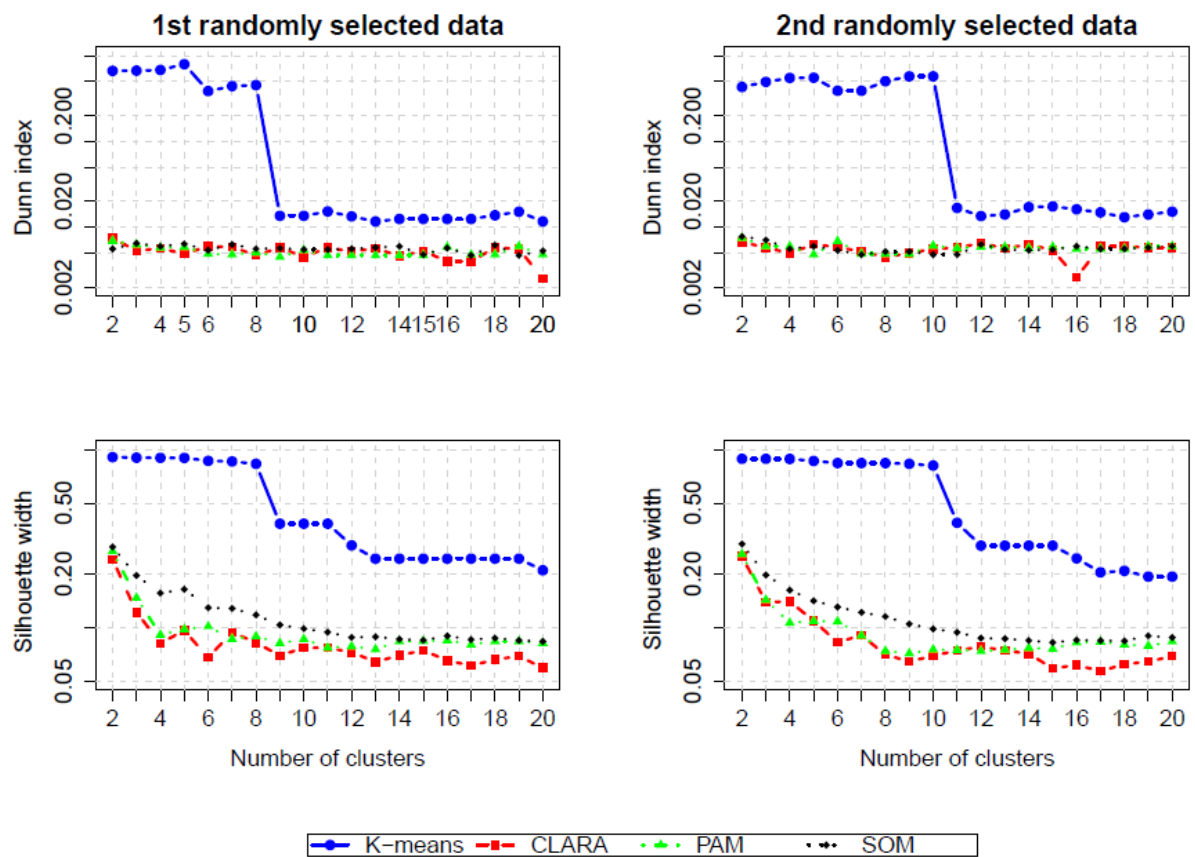 1st randomly selected data
2nd randomly selected data
Dunn index
0.200
0.020
0.002
2 4 5 6 8 10 12 14 15 16 18 20
Dunn index
0.200
0.020
0.002
2 4 6 8 10 12 14 16 18 20
Silhouette width
0.50
0.20
0.05
2 4 6 8 10 12 14 16 18 20
Number of clusters
Silhouette width
0.50
0.20
0.05
2 4 6 8 10 12 14 16 18 20
Number of clusters
K-means CLARA PAM SOM